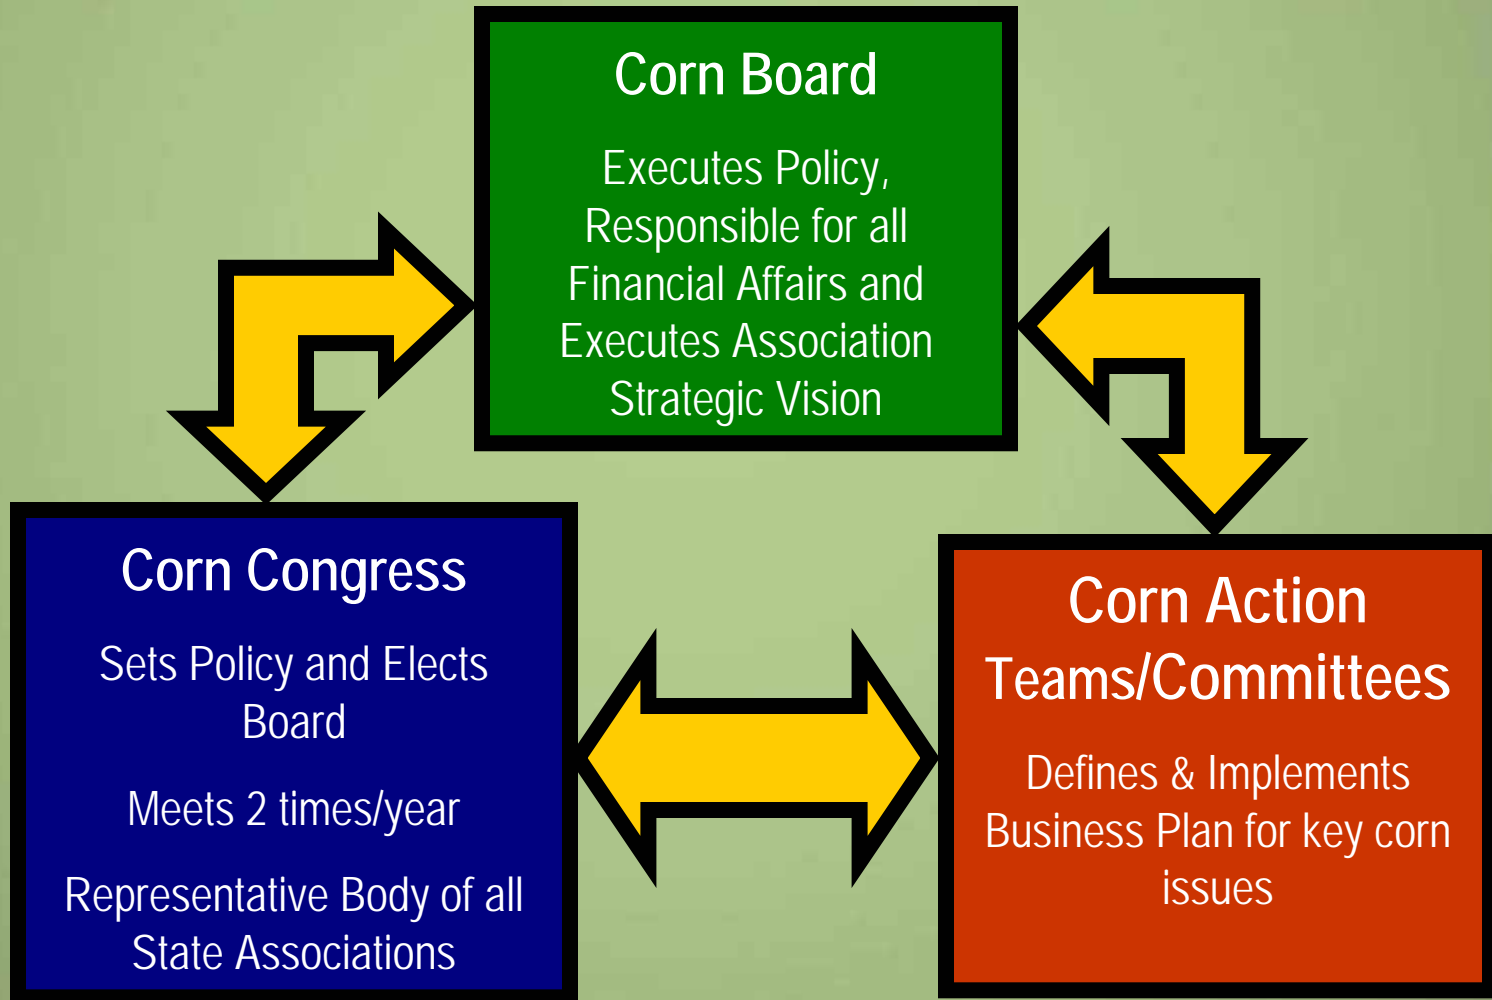 Corn Board
Executes Policy,
Responsible for all
Financial Affairs and
Executes Association
Strategic Vision
Corn Congress
Sets Policy and Elects
Board
Meets 2 times/year
Representative Body of all
State Associations
Corn Action
Teams/Committees
Defines & Implements
Business Plan for key corn
issues